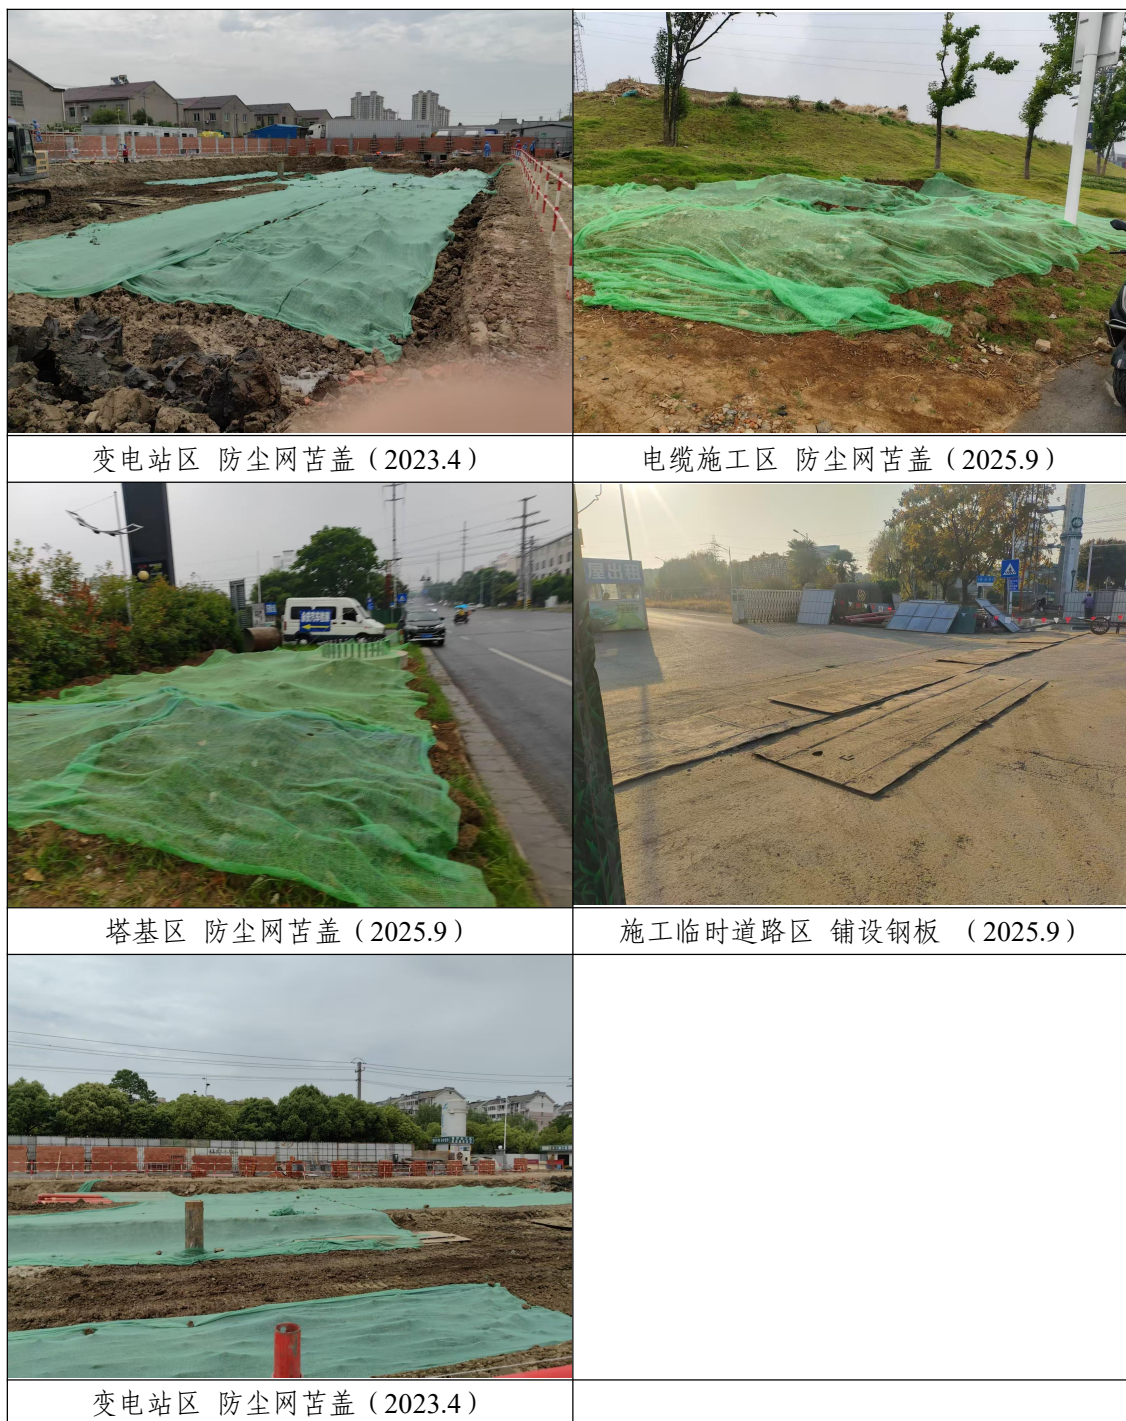 变电站区 防尘网苫盖（2023.4）
电缆施工区 防尘网苫盖（2025.9）
塔基区 防尘网苫盖（2025.9）
施工临时道路区 铺设钢板 （2025.9）
变电站区 防尘网苫盖（2023.4）